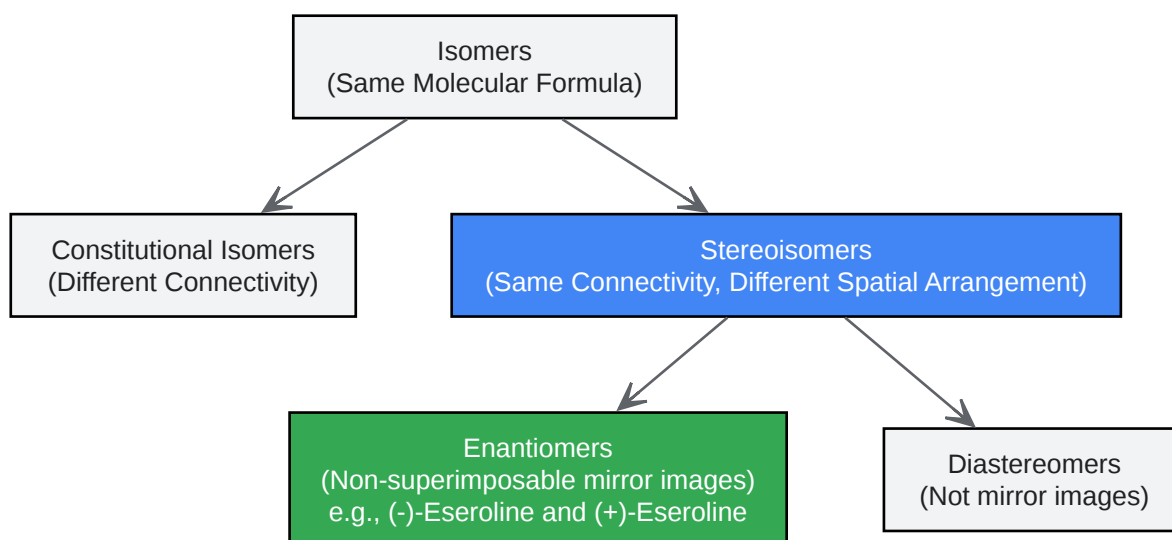 Isomers
(Same Molecular Formula)
Constitutional Isomers
(Different Connectivity)
Stereoisomers
(Same Connectivity, Different Spatial Arrangement)
Enantiomers
(Non-superimposable mirror images)
e.g., (-)-Eseroline and (+)-Eseroline
Diastereomers
(Not mirror images)